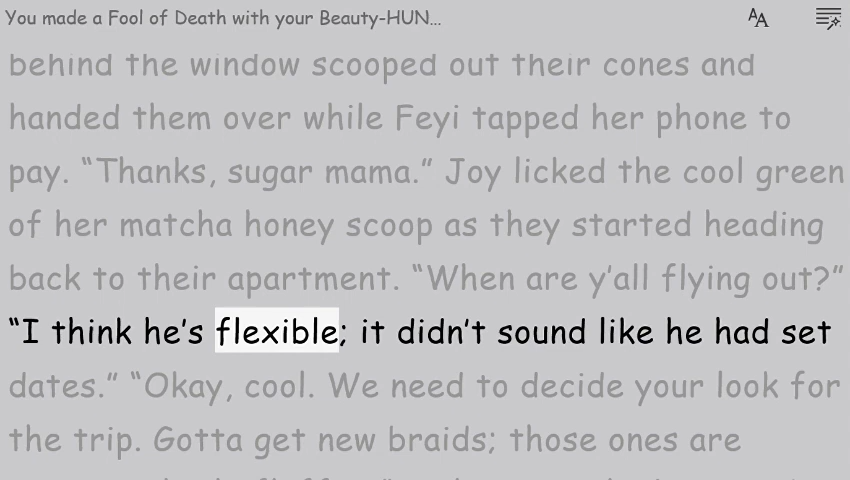 You made a Fool of Death with your Beauty-HUN...
AA
behind the window scooped out their cones and
handed them over while Feyi tapped her phone to
pay. “Thanks, sugar mama.” Joy licked the cool green
of her matcha honey scoop as they started heading
back to their apartment. “When are y’all flying out?”
“I think he’s flexible; it didn’t sound like he had set
dates.” “Okay, cool. We need to decide your look for
the trip. Gotta get new braids; those ones are